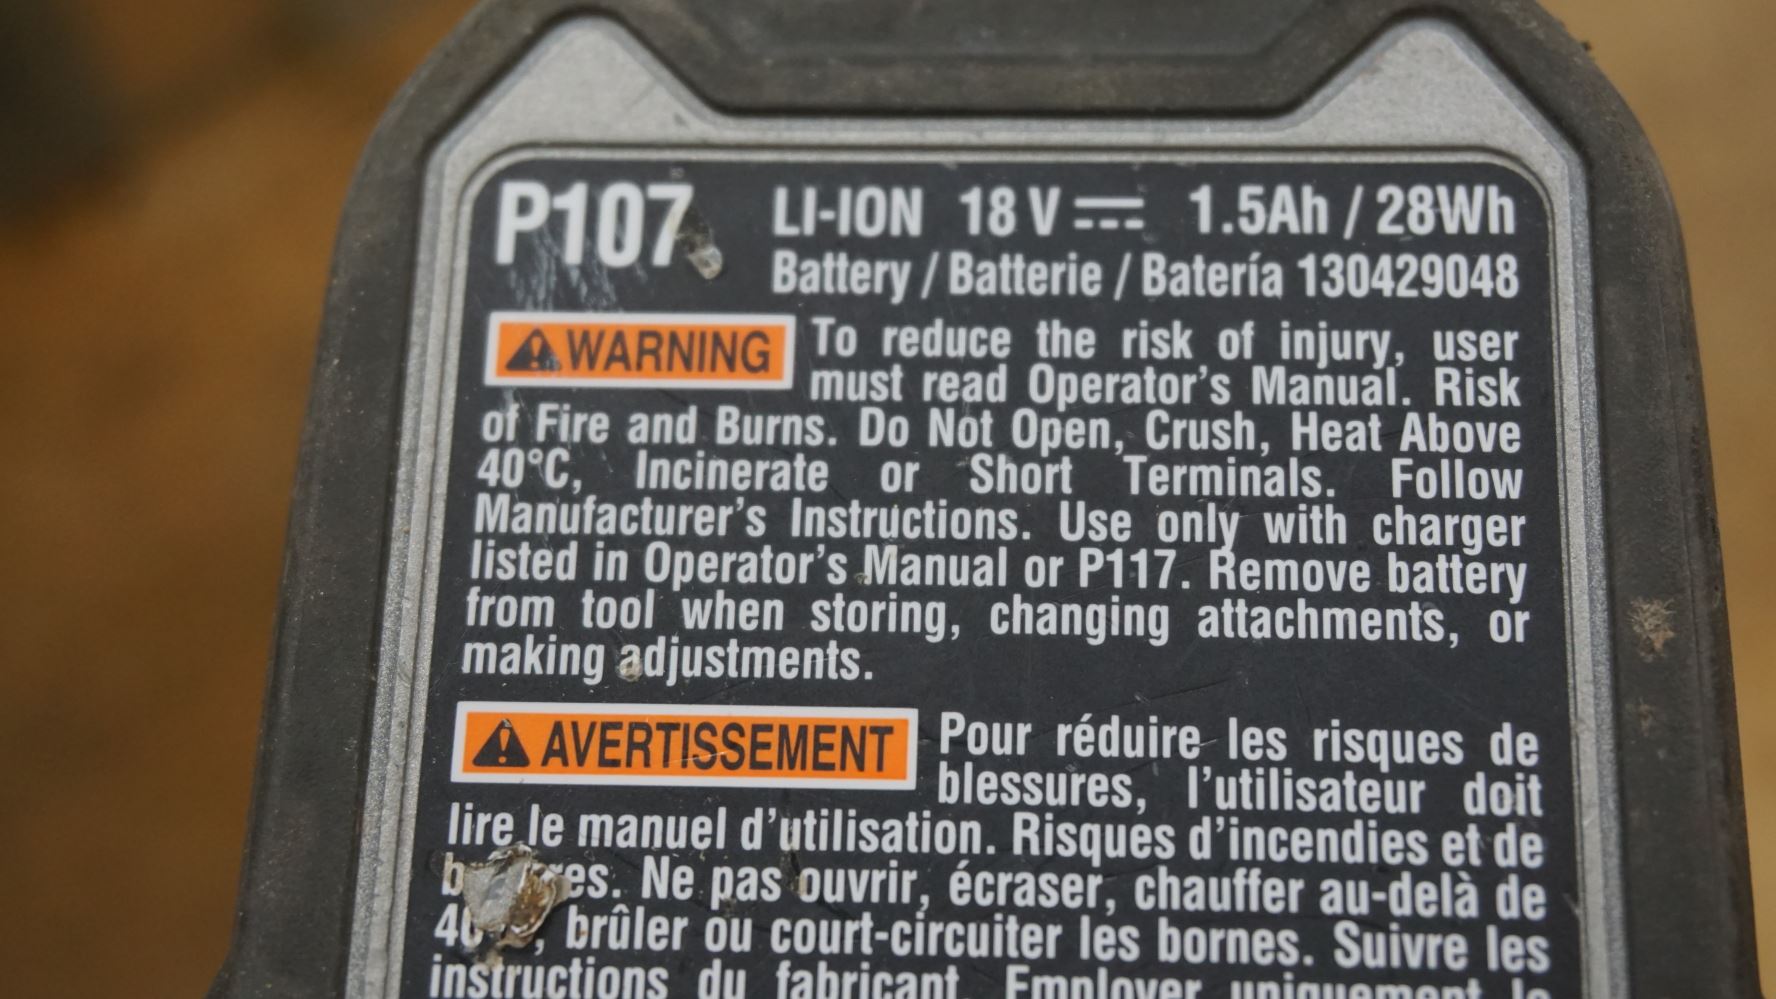 P107 LI-ION 18 V 1.5Ah / 28Wh
Battery / Batterie / Batería 130429048
WARNING To reduce the risk of injury, user
must read Operator's Manual. Risk
of Fire and Burns. Do Not Open, Crush, Heat Above
40°C, Incinerate or Short Terminals. Follow
Manufacturer's Instructions. Use only with charger
listed in Operator's Manual or P117. Remove battery
from tool when storing, changing attachments, or
making adjustments.
AVERTISSEMENT Pour réduire les risques de
blessures, l'utilisateur doit
lire le manuel d'utilisation. Risques d'incendies et de
Ne pas ouvrir, écraser, chauffer au-delà de
brûler ou court-circuiter les bornes. Suivre les
instructions du fabricant. Employer uniquement le